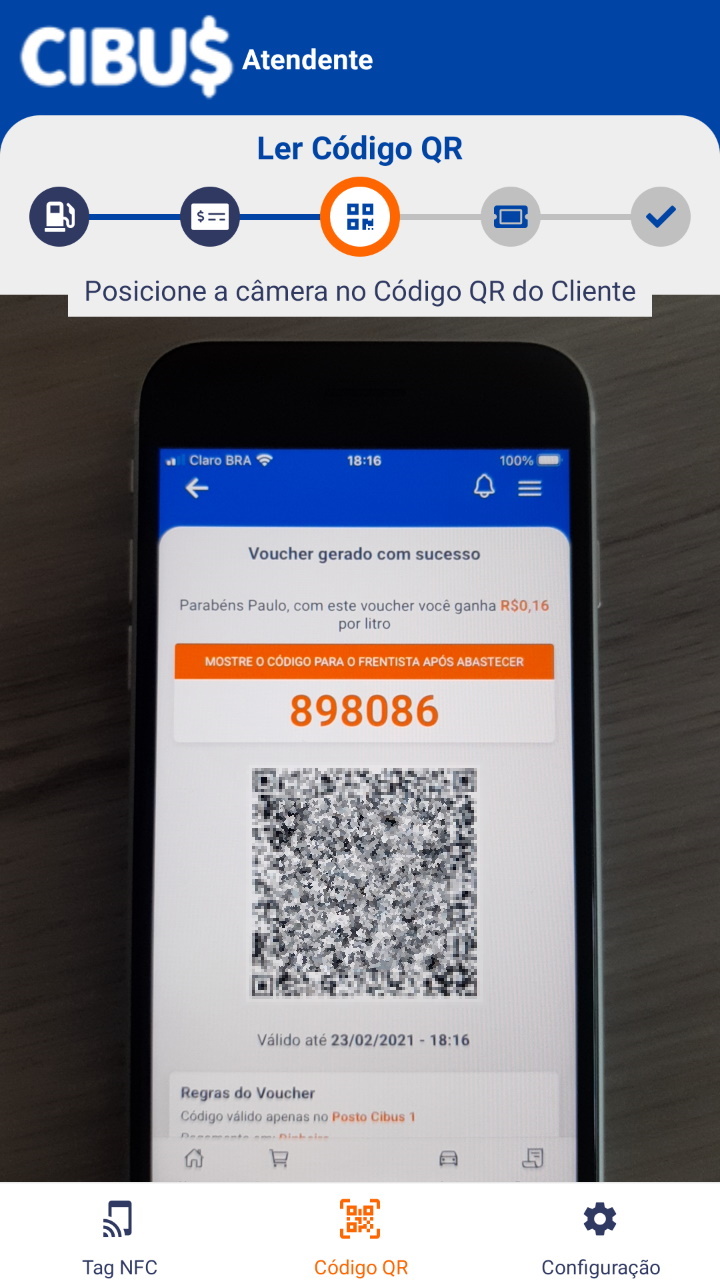 CIBU$ Atendente
Ler Código QR
Posicione a câmera no Código QR do Cliente
Claro BRA 18:16 100%
Voucher gerado com sucesso
Parabéns Paulo, com este voucher você ganha R$0,16
por litro
MOSTRE O CÓDIGO PARA O FRENTISTA APÓS ABASTECER
898086
Válido até 23/02/2021 - 18:16
Regras do Voucher
Código válido apenas no Posto Cibus 1
Tag NFC Código QR Configuração